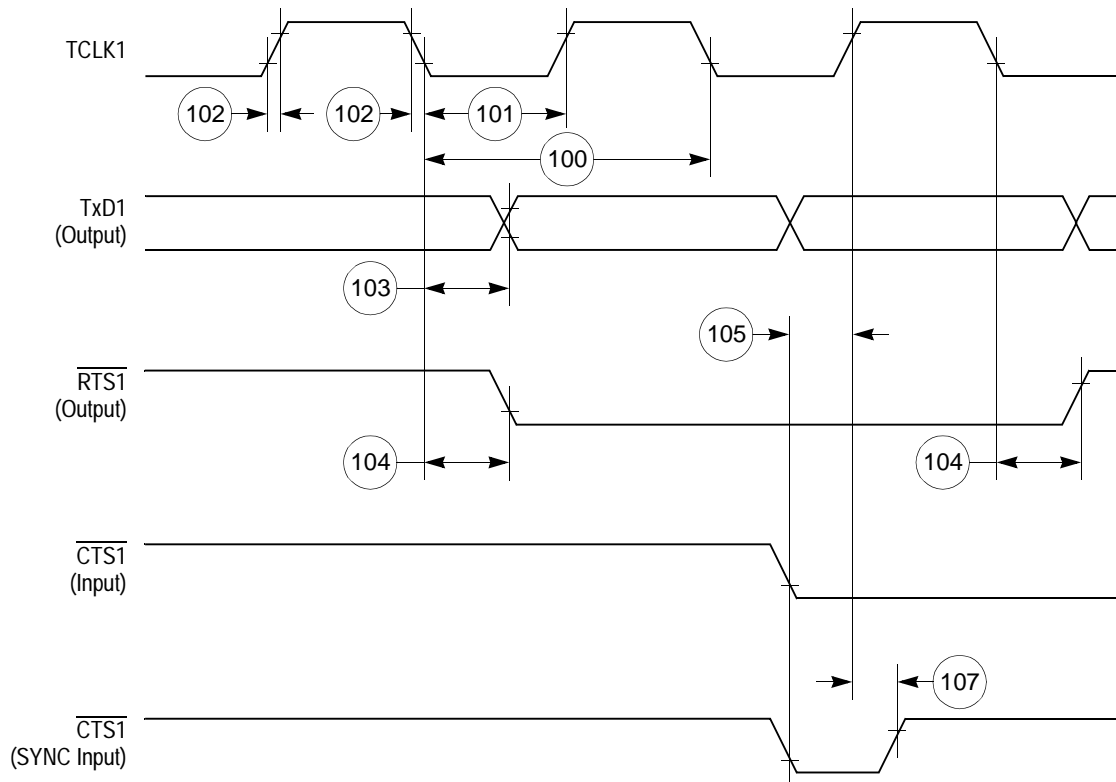 TCLK1
102
102
101
100
TxD1
(Output)
103
105
RTS1
(Output)
104
104
CTS1
(Input)
107
CTS1
(SYNC Input)